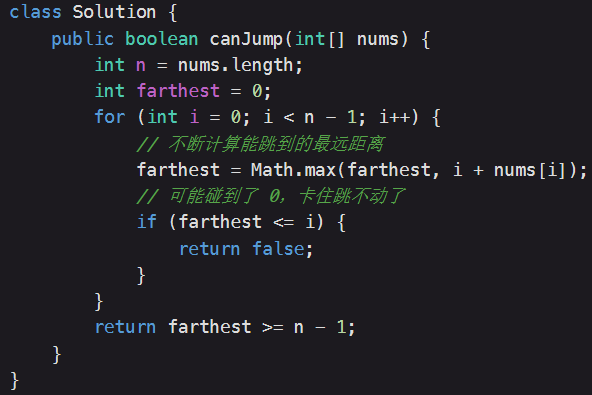 class Solution {
    public boolean canJump(int[] nums) {
        int n = nums.length;
        int farthest = 0;
        for (int i = 0; i < n - 1; i++) {
            // 不断计算能跳到的最远距离
            farthest = Math.max(farthest, i + nums[i]);
            // 可能碰到了 0，卡住跳不动了
            if (farthest <= i) {
                return false;
            }
        }
        return farthest >= n - 1;
    }
}